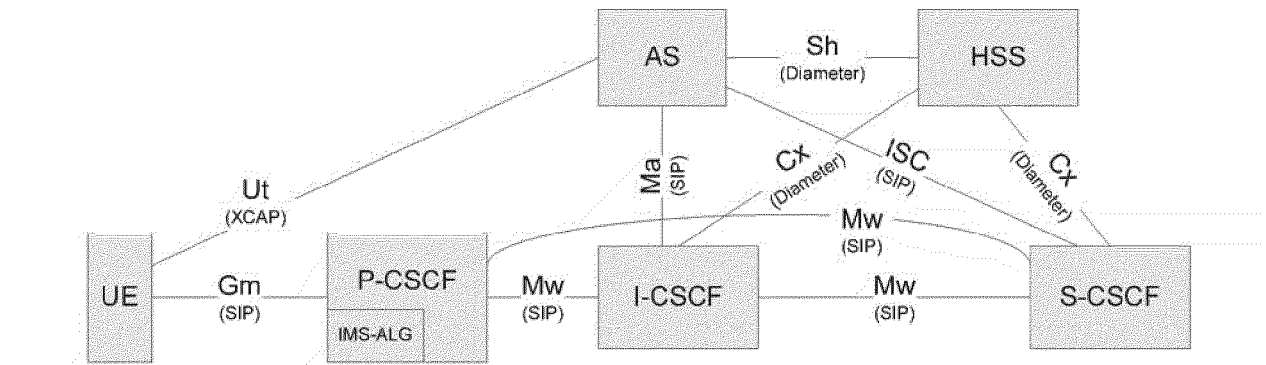 AS
Sh
(Diameter)
HSS
Ma
(SIP)
Cx
(Diameter)
ISC
(SIP)
Cx
(Diameter)
Ut
(XCAP)
Mw
(SIP)
UE
Gm
(SIP)
P-CSCF
IMS-ALG
Mw
(SIP)
I-CSCF
Mw
(SIP)
S-CSCF